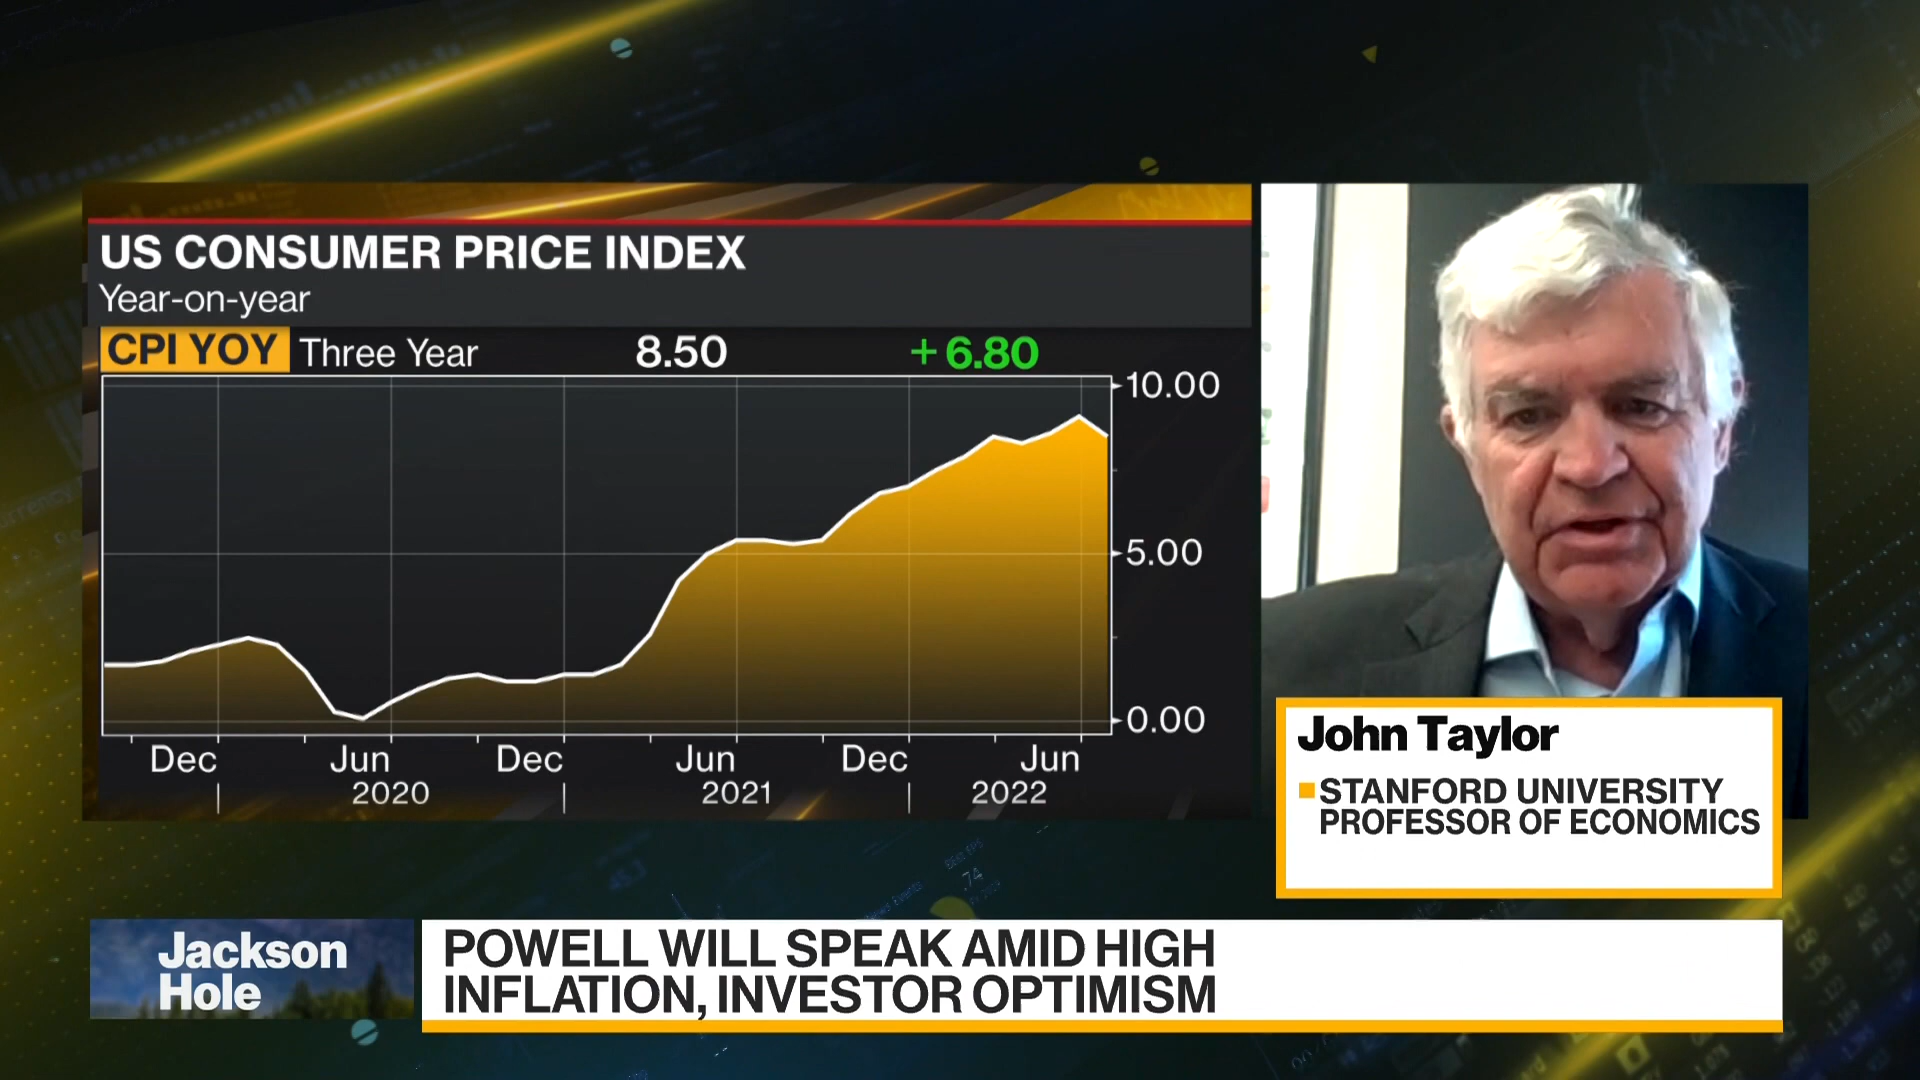 US CONSUMER PRICE INDEX
Year-on-year
CPI YOY Three Year 8.50 +6.80
10.00
5.00
0.00
Dec Jun Dec Jun Dec Jun
2020 2021 2022
John Taylor
STANFORD UNIVERSITY
PROFESSOR OF ECONOMICS
Jackson
Hole
POWELL WILL SPEAK AMID HIGH
INFLATION, INVESTOR OPTIMISM